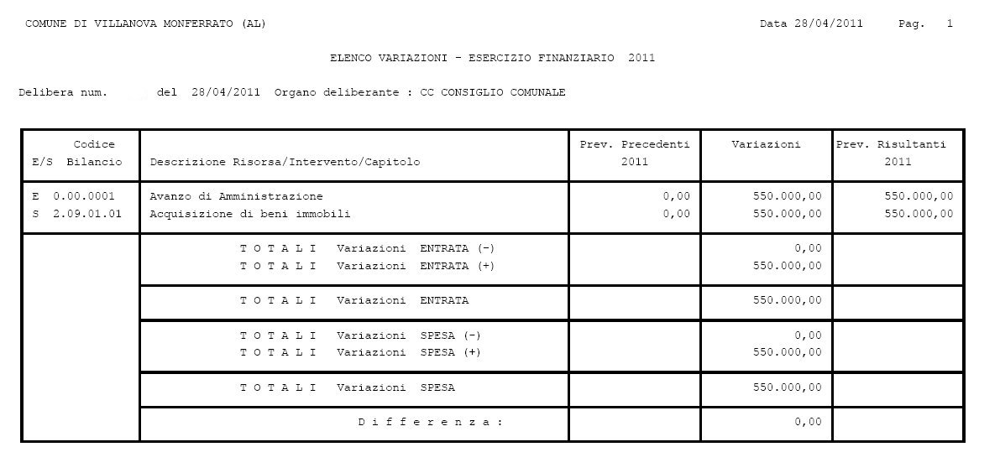 COMUNE DI VILLANOVA MONFERRATO (AL) Data 28/04/2011 Pag. 1
ELENCO VARIAZIONI - ESERCIZIO FINANZIARIO 2011
Delibera num. del 28/04/2011 Organo deliberante : CC CONSIGLIO COMUNALE
Codice Prev. Precedenti Variazioni Prev. Risultanti
E/S Bilancio Descrizione Risorsa/Intervento/Capitolo 2011 2011
E 0.00.0001 Avanzo di Amministrazione 0,00 550.000,00 550.000,00
S 2.09.01.01 Acquisizione di beni immobili 0,00 550.000,00 550.000,00
T O T A L I Variazioni ENTRATA (-) 0,00
T O T A L I Variazioni ENTRATA (+) 550.000,00
T O T A L I Variazioni ENTRATA 550.000,00
T O T A L I Variazioni SPESA (-) 0,00
T O T A L I Variazioni SPESA (+) 550.000,00
T O T A L I Variazioni SPESA 550.000,00
D i f f e r e n z a : 0,00